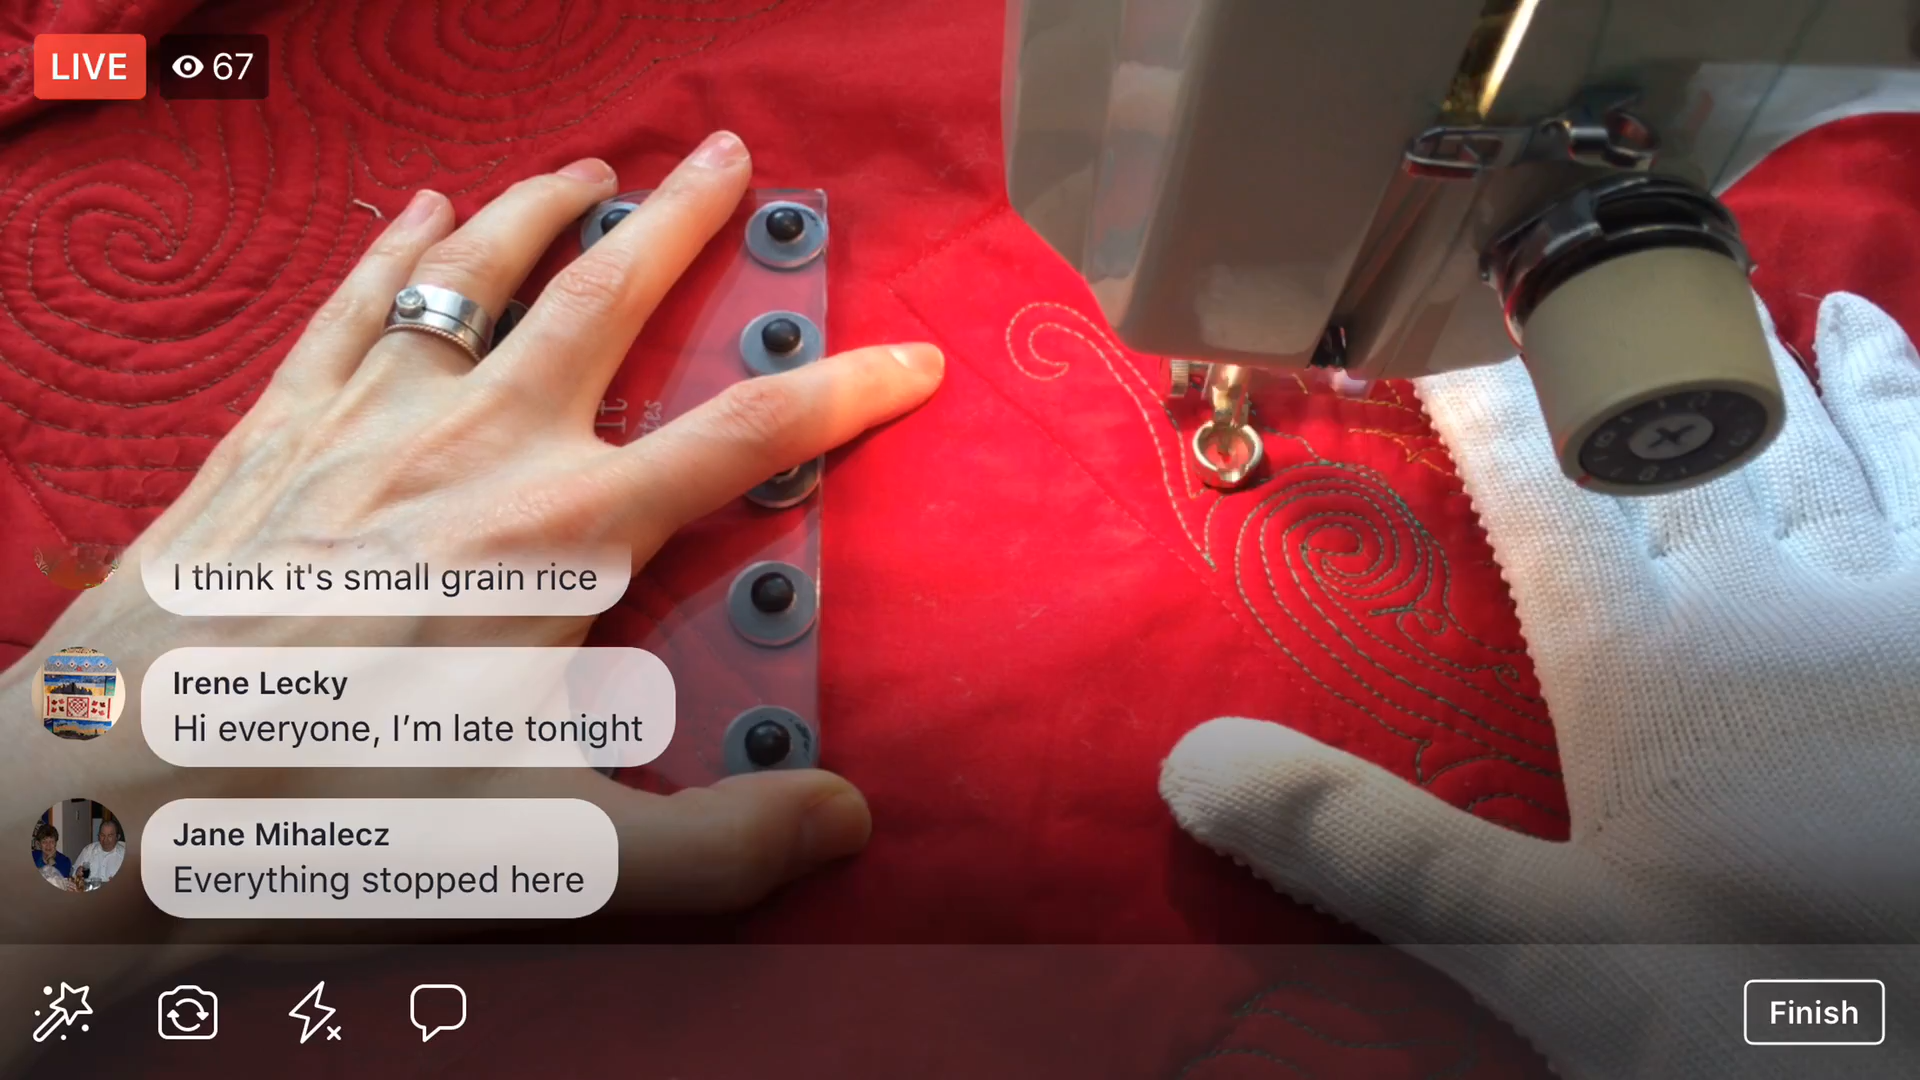 LIVE 67
I think it's small grain rice
Irene Lecky
Hi everyone, I’m late tonight
Jane Mihalecz
Everything stopped here
Finish